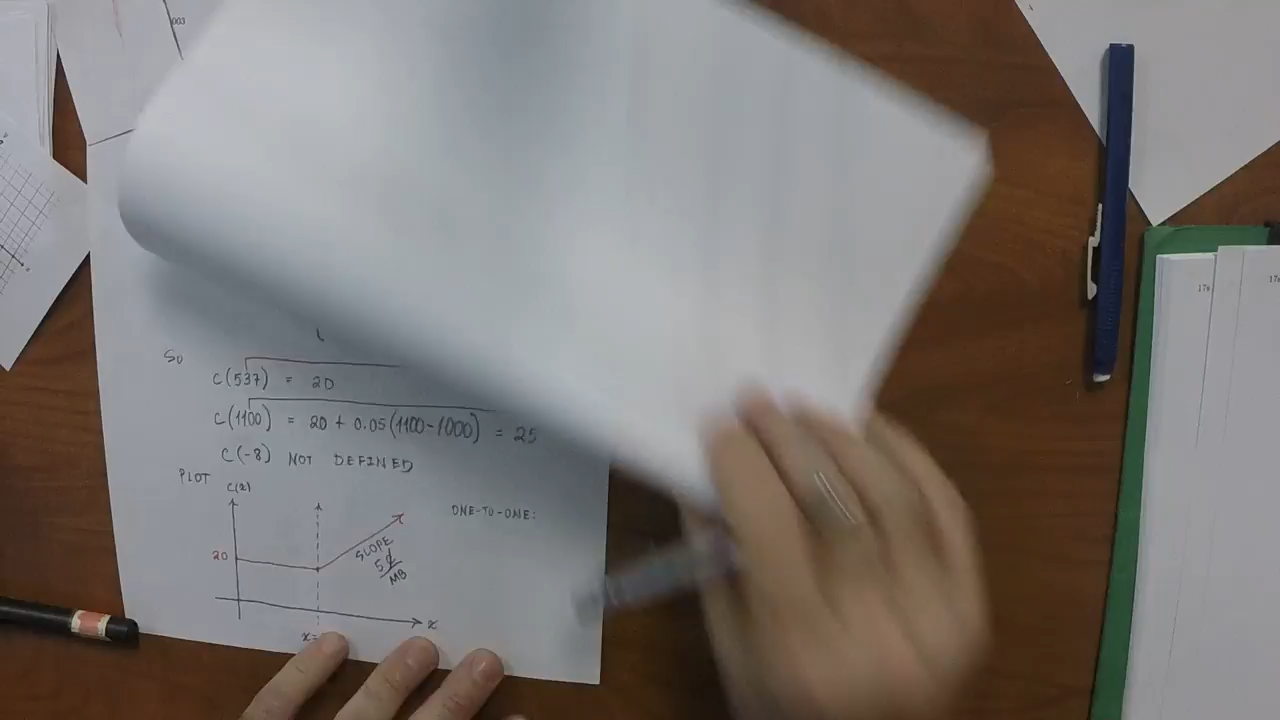 003
So
C(537) = 20
C(1100) = 20 + 0.05(1100-1000) = 25
C(-8) NOT DEFINED
PLOT
C(x)
ONE-TO-ONE:
20
SLOPE
5¢
MB
x
x=